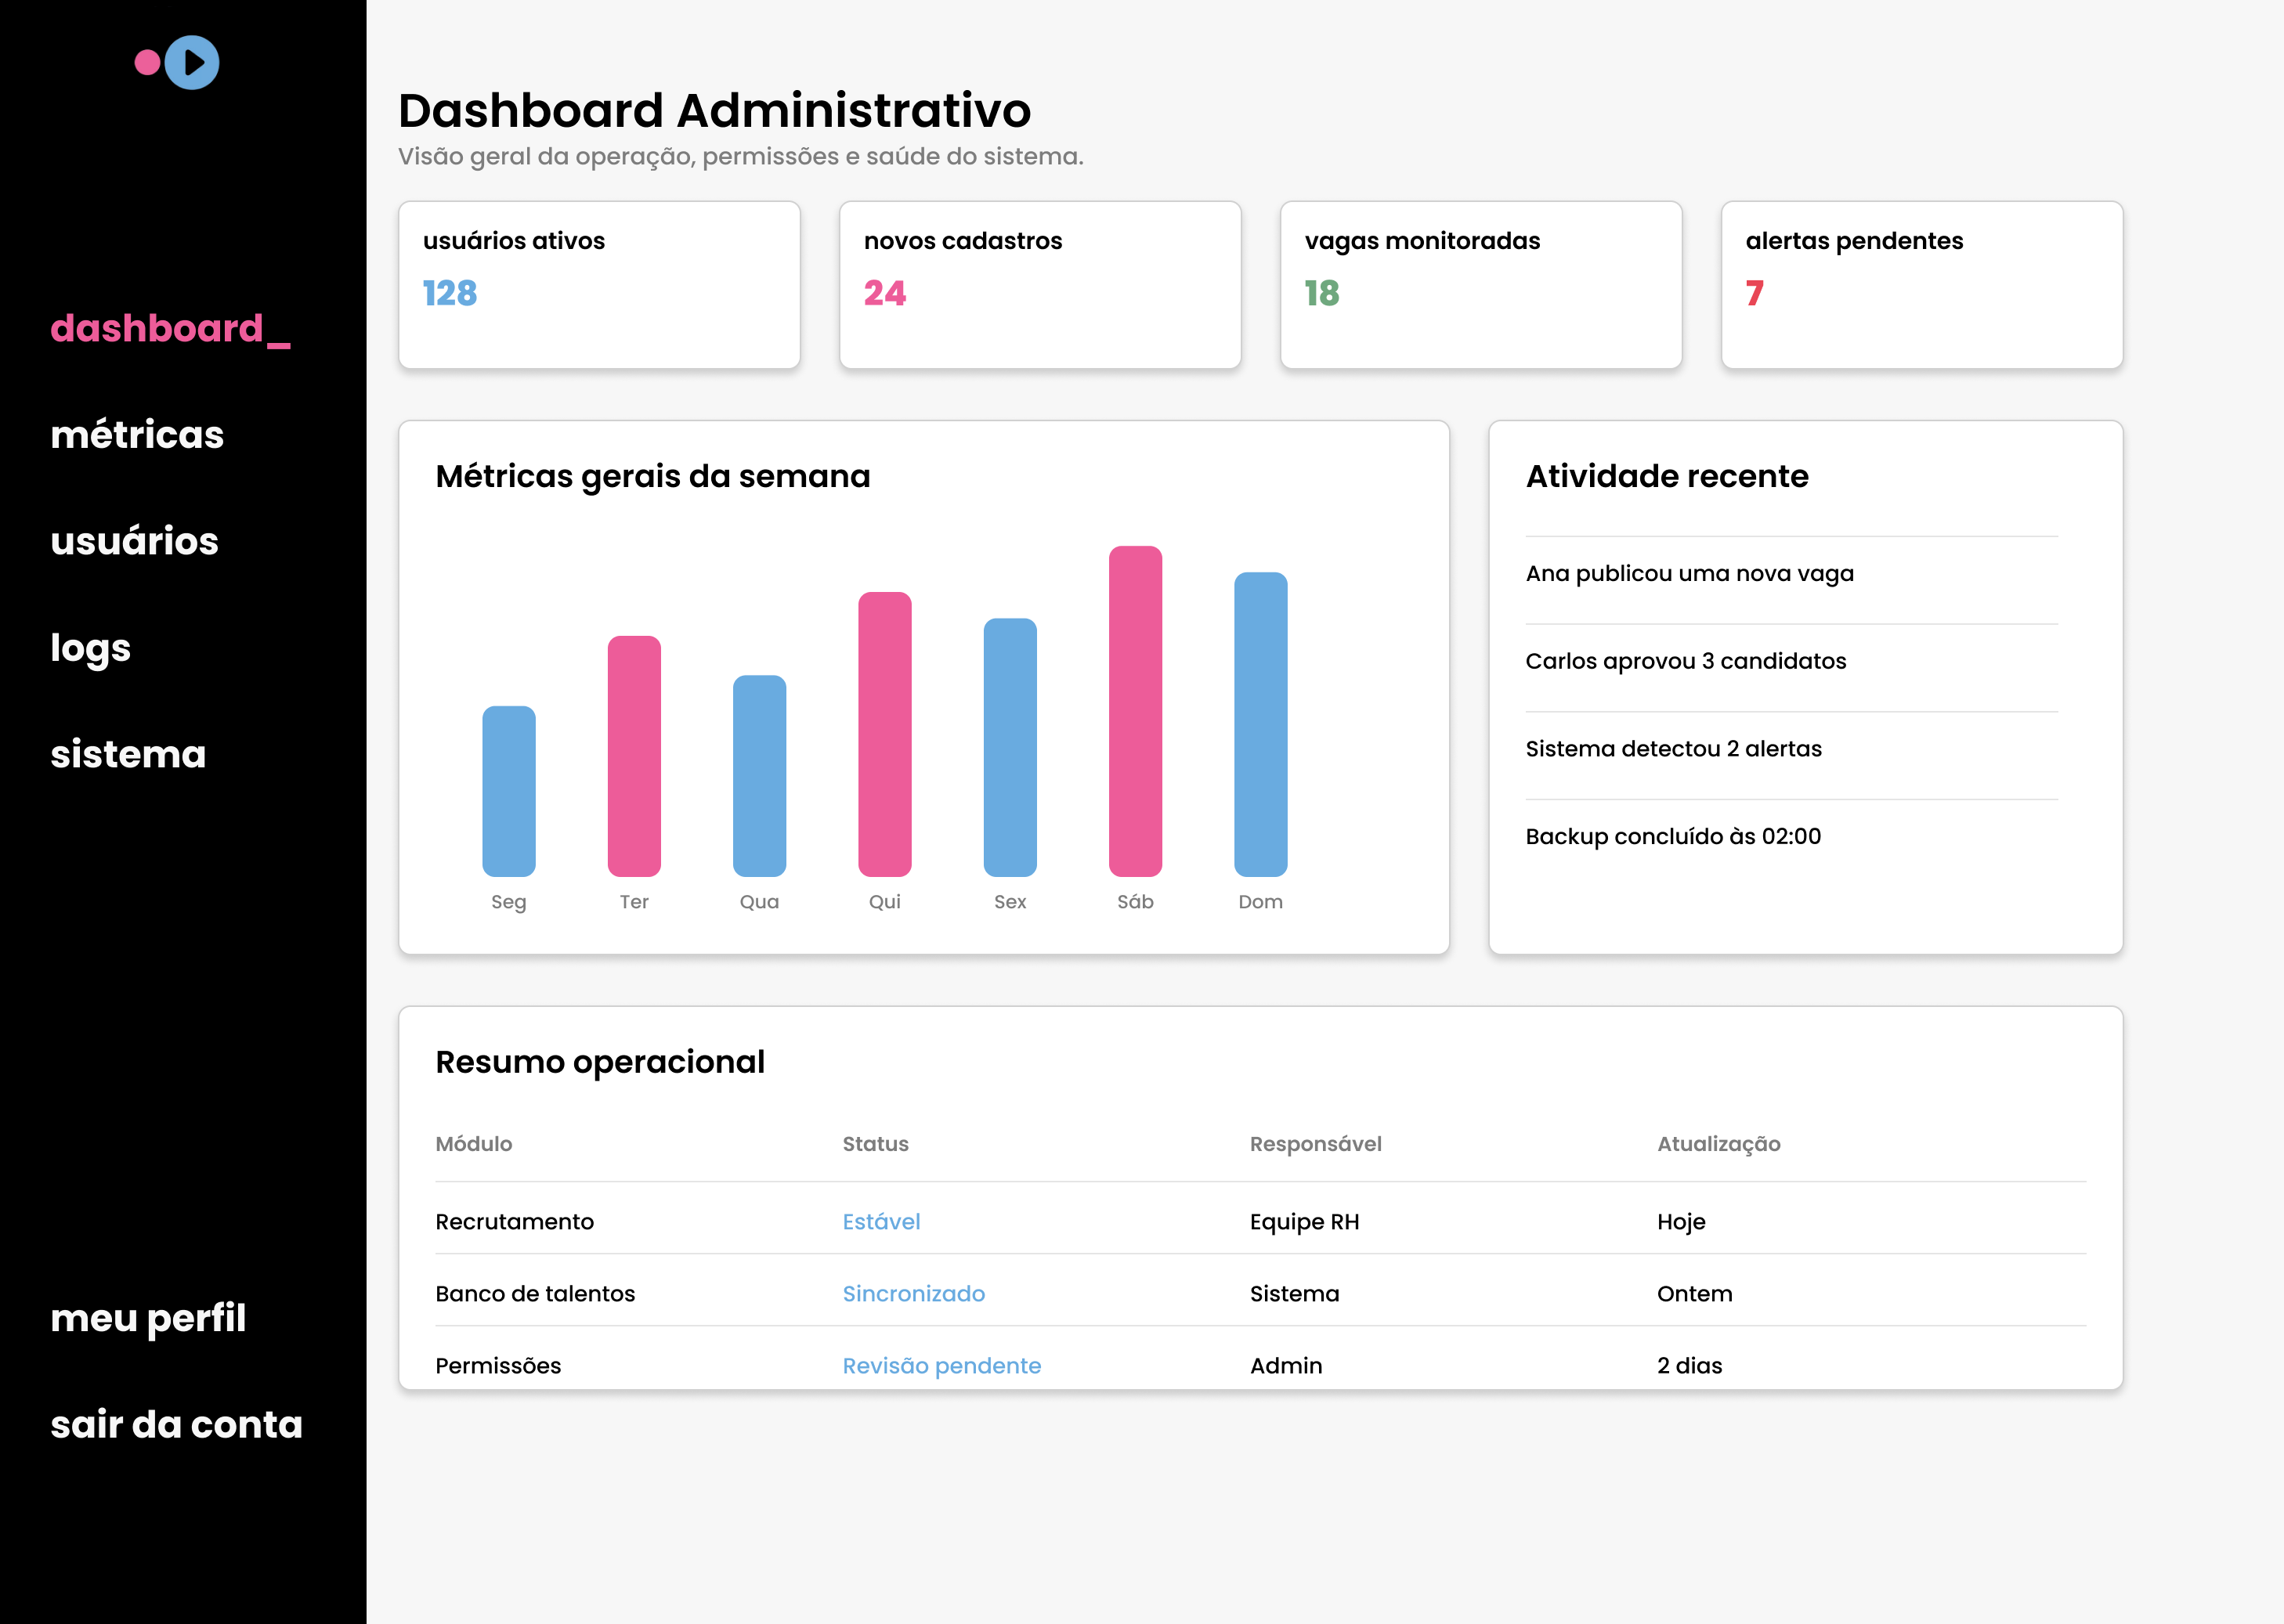 dashboard_
métricas
usuários
logs
sistema
meu perfil
sair da conta
Dashboard Administrativo
Visão geral da operação, permissões e saúde do sistema.
usuários ativos
128
novos cadastros
24
vagas monitoradas
18
alertas pendentes
7
Métricas gerais da semana
Seg Ter Qua Qui Sex Sáb Dom
Atividade recente
Ana publicou uma nova vaga
Carlos aprovou 3 candidatos
Sistema detectou 2 alertas
Backup concluído às 02:00
Resumo operacional
Módulo Status Responsável Atualização
Recrutamento Estável Equipe RH Hoje
Banco de talentos Sincronizado Sistema Ontem
Permissões Revisão pendente Admin 2 dias